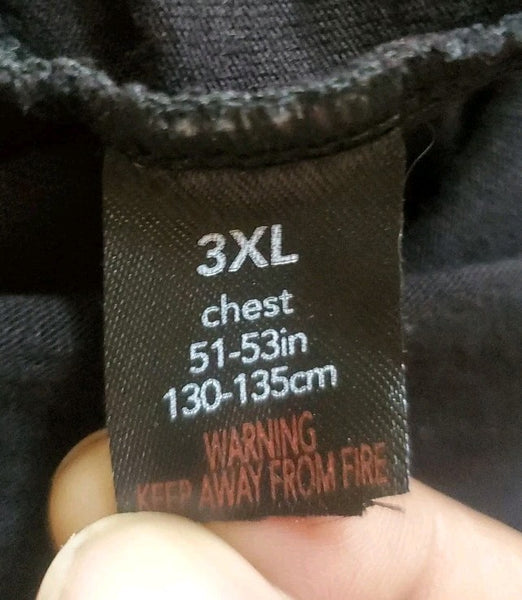 3XL
chest
51-53in
130-135cm
WARNING
KEEP AWAY FROM FIRE